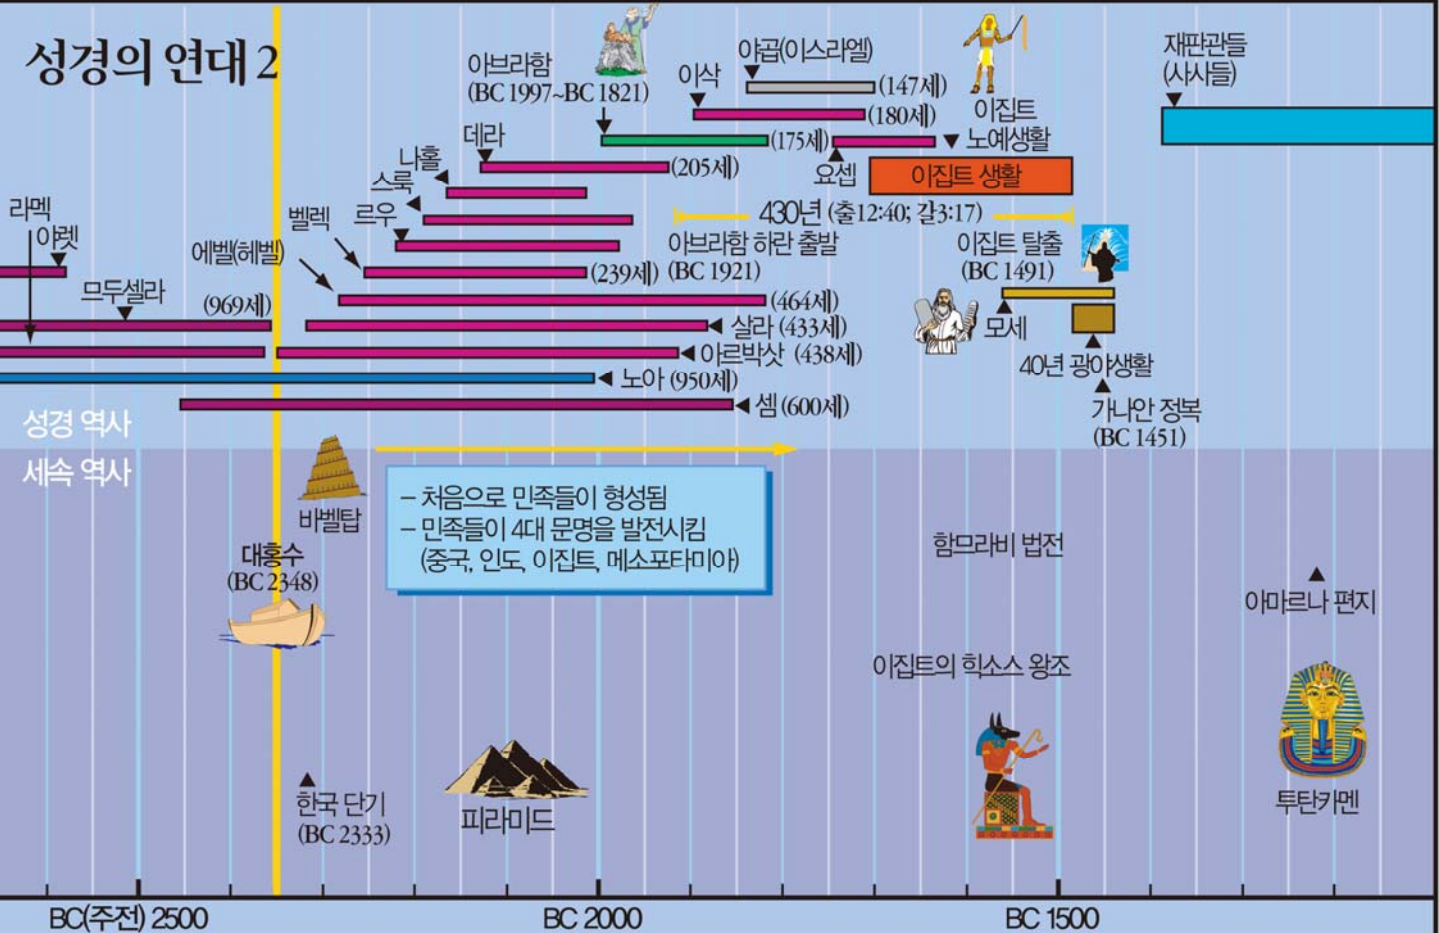 성경의 연대 2
아브라함
(BC 1997~BC 1821)
야곱(이스라엘)
(147세)
이삭
(180세)
이집트
노예생활
재판관들
(사사들)
데라
(175세)
요셉
이집트 생활
나홀
(205세)
스룩
430년 (출12:40; 갈3:17)
라멕
야렛
벨렉
르우
아브라함 하란 출발
(BC 1921)
이집트 탈출
(BC 1491)
에벨(헤벨)
(239세)
므두셀라
(969세)
(464세)
살라 (433세)
모세
아르박삿 (438세)
40년 광야생활
노아 (950세)
셈 (600세)
가나안 정복
(BC 1451)
성경 역사
세속 역사
바벨탑
– 처음으로 민족들이 형성됨
– 민족들이 4대 문명을 발전시킴
(중국, 인도, 이집트, 메소포타미아)
대홍수
(BC 2348)
함므라비 법전
아마르나 편지
이집트의 힉소스 왕조
한국 단기
(BC 2333)
피라미드
투탄카멘
BC(주전) 2500
BC 2000
BC 1500